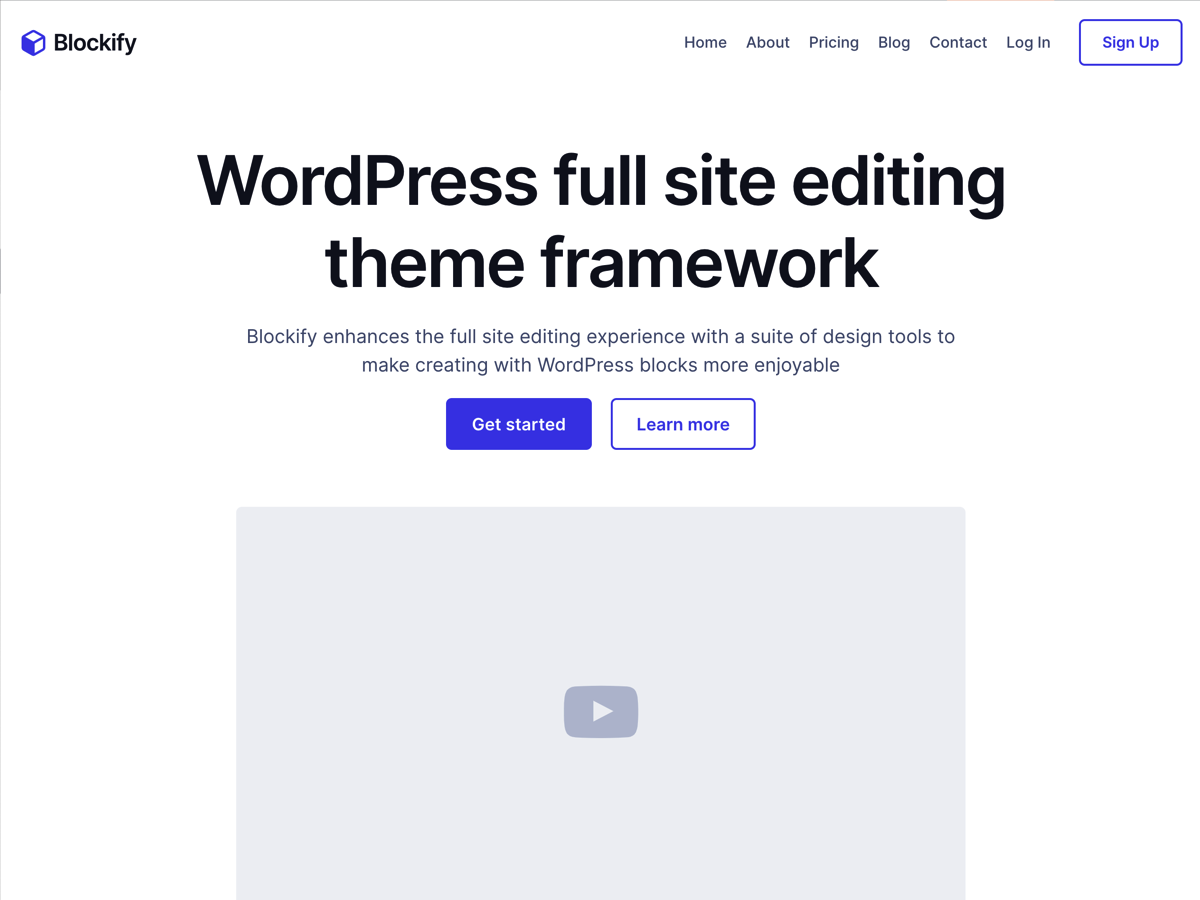 Blockify
Home About Pricing Blog Contact Log In Sign Up
WordPress full site editing
theme framework
Blockify enhances the full site editing experience with a suite of design tools to
make creating with WordPress blocks more enjoyable
Get started Learn more